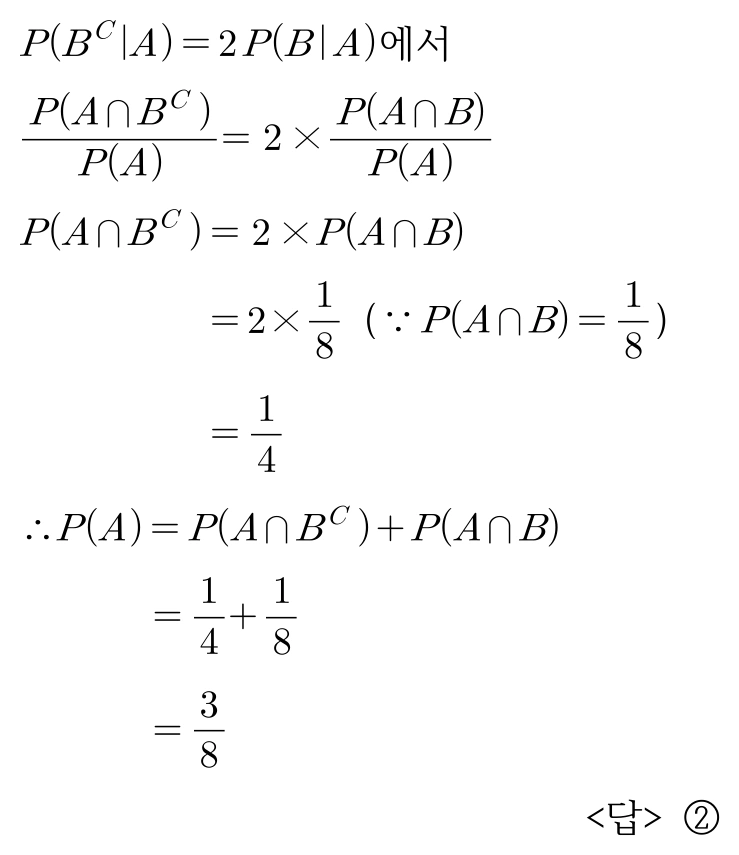 P(B^C|A)=2P(B|A)에서
P(A∩B^C)/P(A) = 2 × P(A∩B)/P(A)
P(A∩B^C)= 2 ×P(A∩B)
=2×1/8 (∵P(A∩B)=1/8)
=1/4
∴P(A)=P(A∩B^C)+P(A∩B)
=1/4+1/8
=3/8
<답> ②